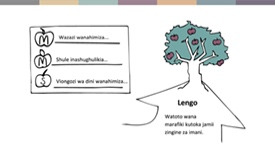 M Wazazi wanahimiza...
M Shule inashughulikia...
S Viongozi wa dini wanahimiza...
Lengo
Watoto wana
marafiki kutoka jamii
zingine za imani.